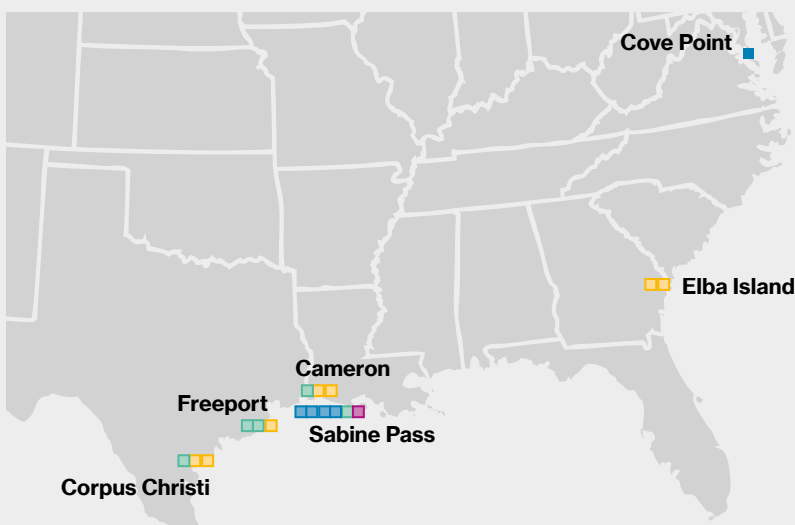 Cove Point
Elba Island
Cameron
Freeport
Sabine Pass
Corpus Christi